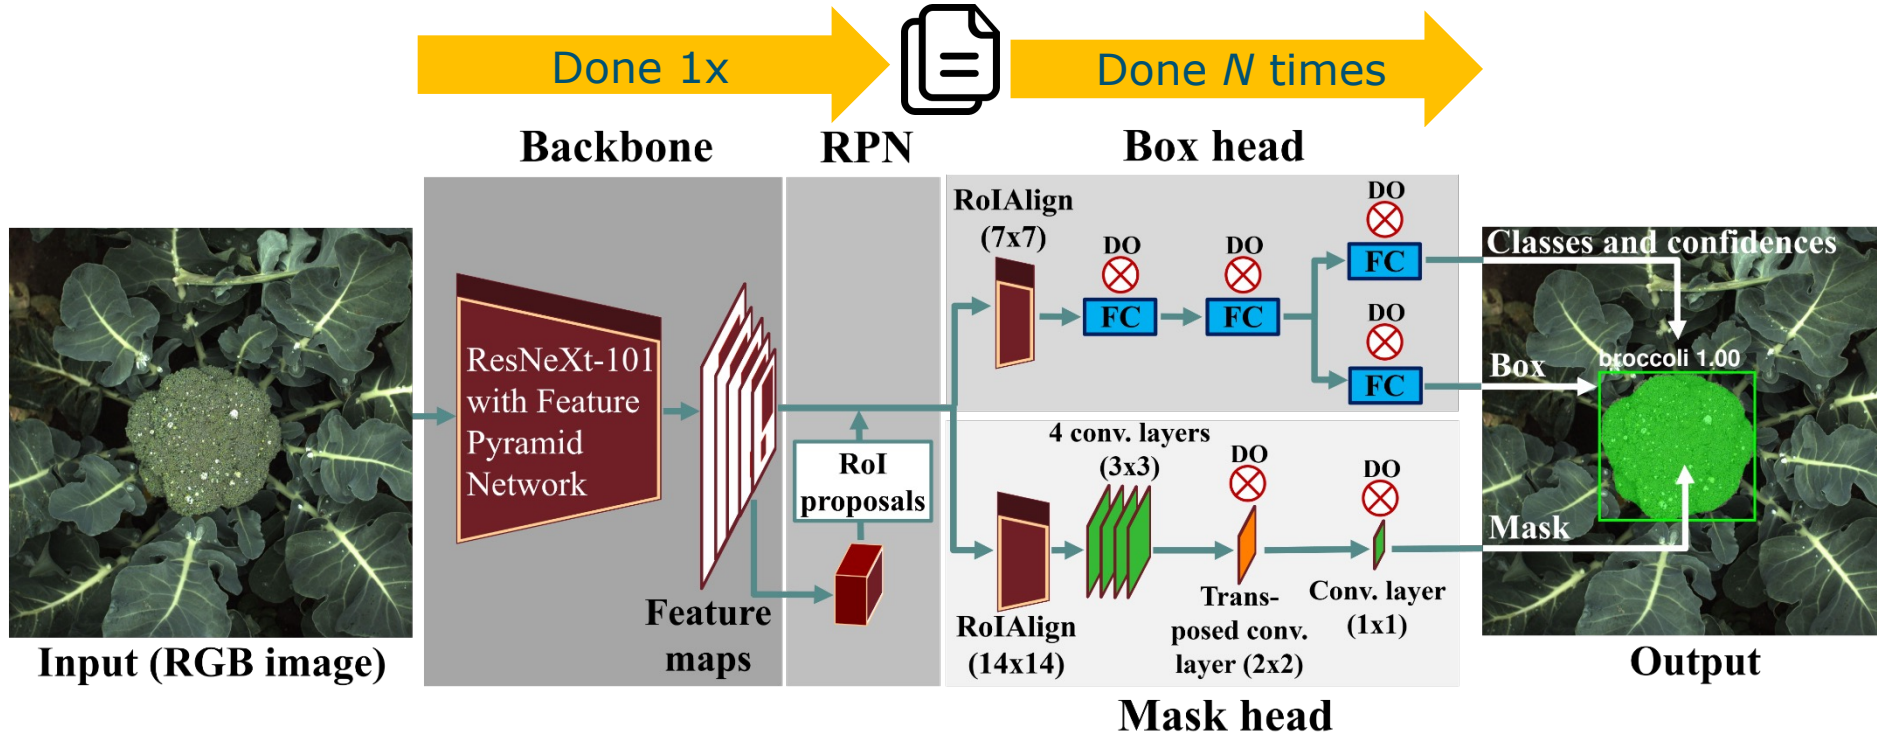 Done 1x
Done N times
Backbone
RPN
Box head
RoIAlign
(7x7)
DO
FC
DO
FC
DO
FC
DO
FC
ResNeXt-101
with Feature
Pyramid
Network
Feature
maps
RoI
proposals
RoIAlign
(14x14)
4 conv. layers
(3x3)
DO
Trans-
posed conv.
layer (2x2)
DO
Conv. layer
(1x1)
Mask head
Input (RGB image)
Classes and confidences
broccoli 1.00
Box
Mask
Output